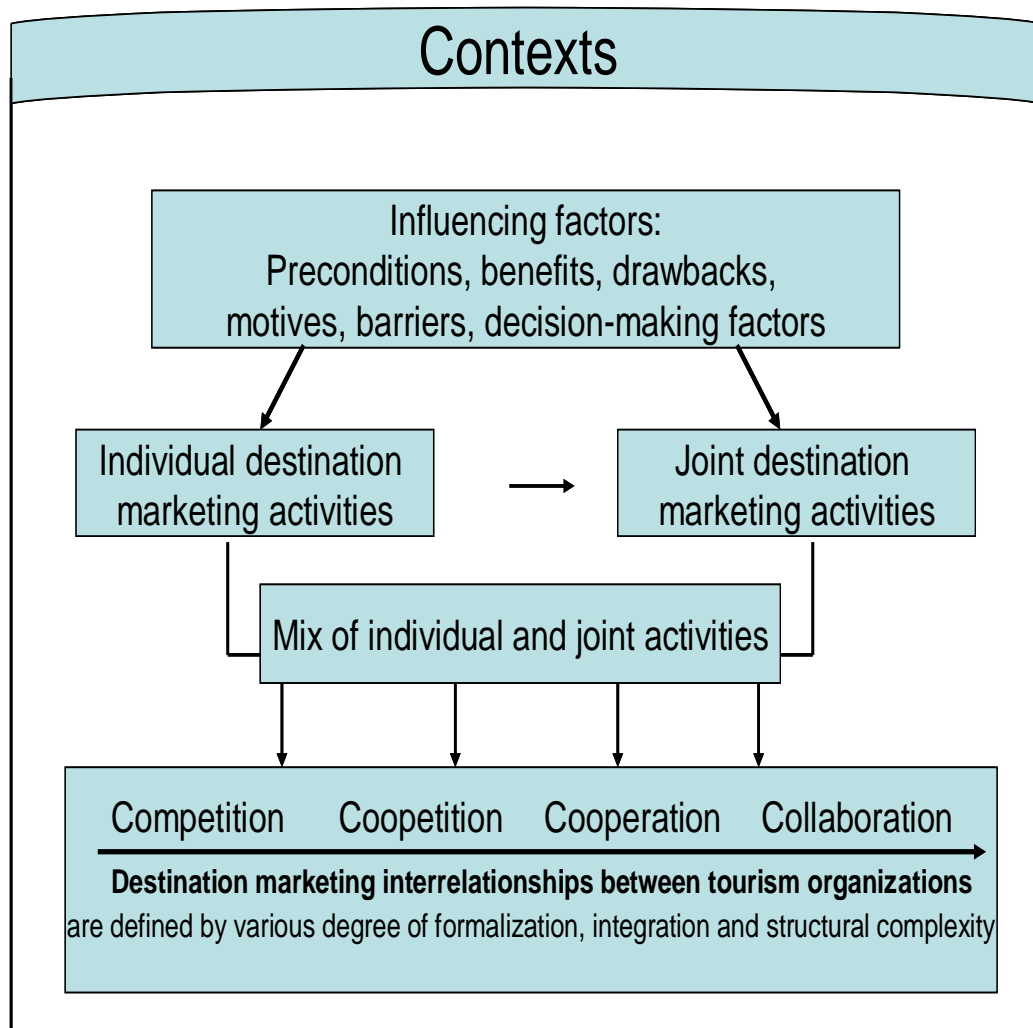 Contexts
Influencing factors:
Preconditions, benefits, drawbacks,
motives, barriers, decision-making factors
Individual destination
marketing activities
Joint destination
marketing activities
Mix of individual and joint activities
Competition Coopetition Cooperation Collaboration
Destination marketing interrelationships between tourism organizations
are defined by various degree of formalization, integration and structural complexity